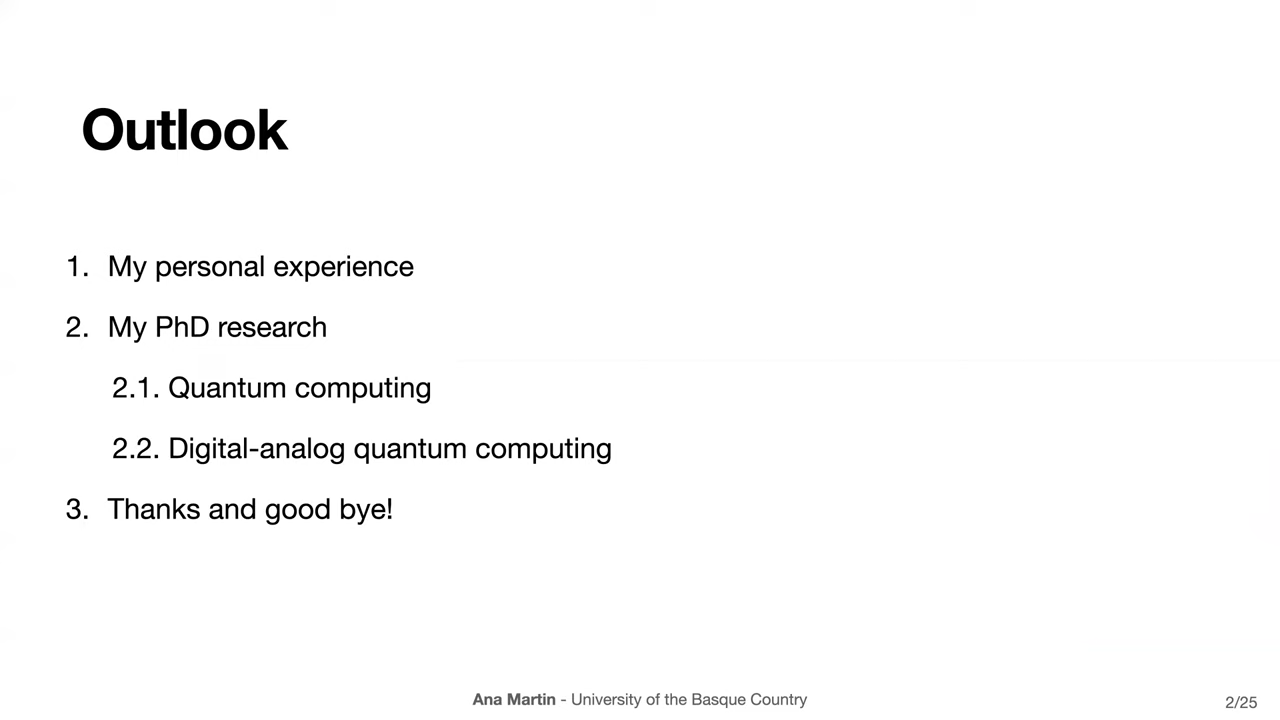 Outlook
1. My personal experience
2. My PhD research
2.1. Quantum computing
2.2. Digital-analog quantum computing
3. Thanks and good bye!
Ana Martin - University of the Basque Country
2/25